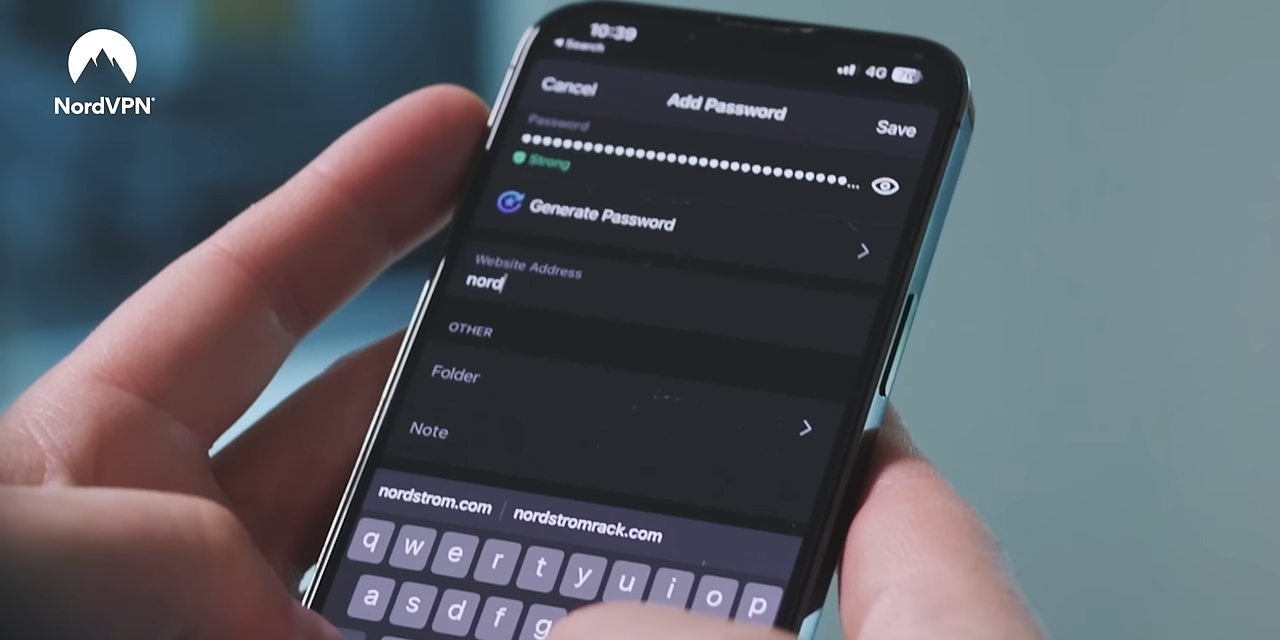 NordVPN
10:39
Search
4G
Cancel
Add Password
Save
Password
Strong
Generate Password
Website Address
nord
OTHER
Folder
Note
nordstrom.com
nordstromrack.com
q w e r t y u i o p
a s d f g